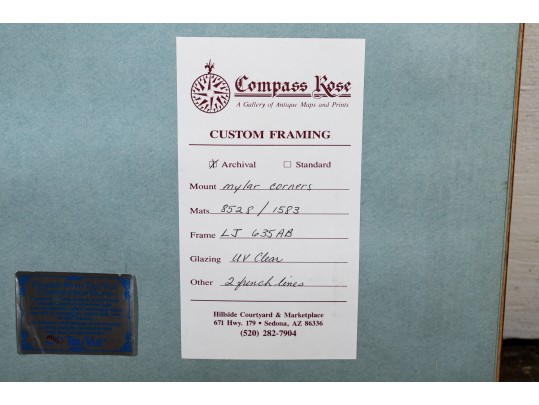 Compass Rose
A Gallery of Antique Maps and Prints
CUSTOM FRAMING
Archival Standard
Mount mylar corners
Mats 8528 / 1583
Frame LJ 635AB
Glazing UV Clear
Other 2 french lines
Hillside Courtyard & Marketplace
671 Hwy. 179 • Sedona, AZ 86336
(520) 282-7904